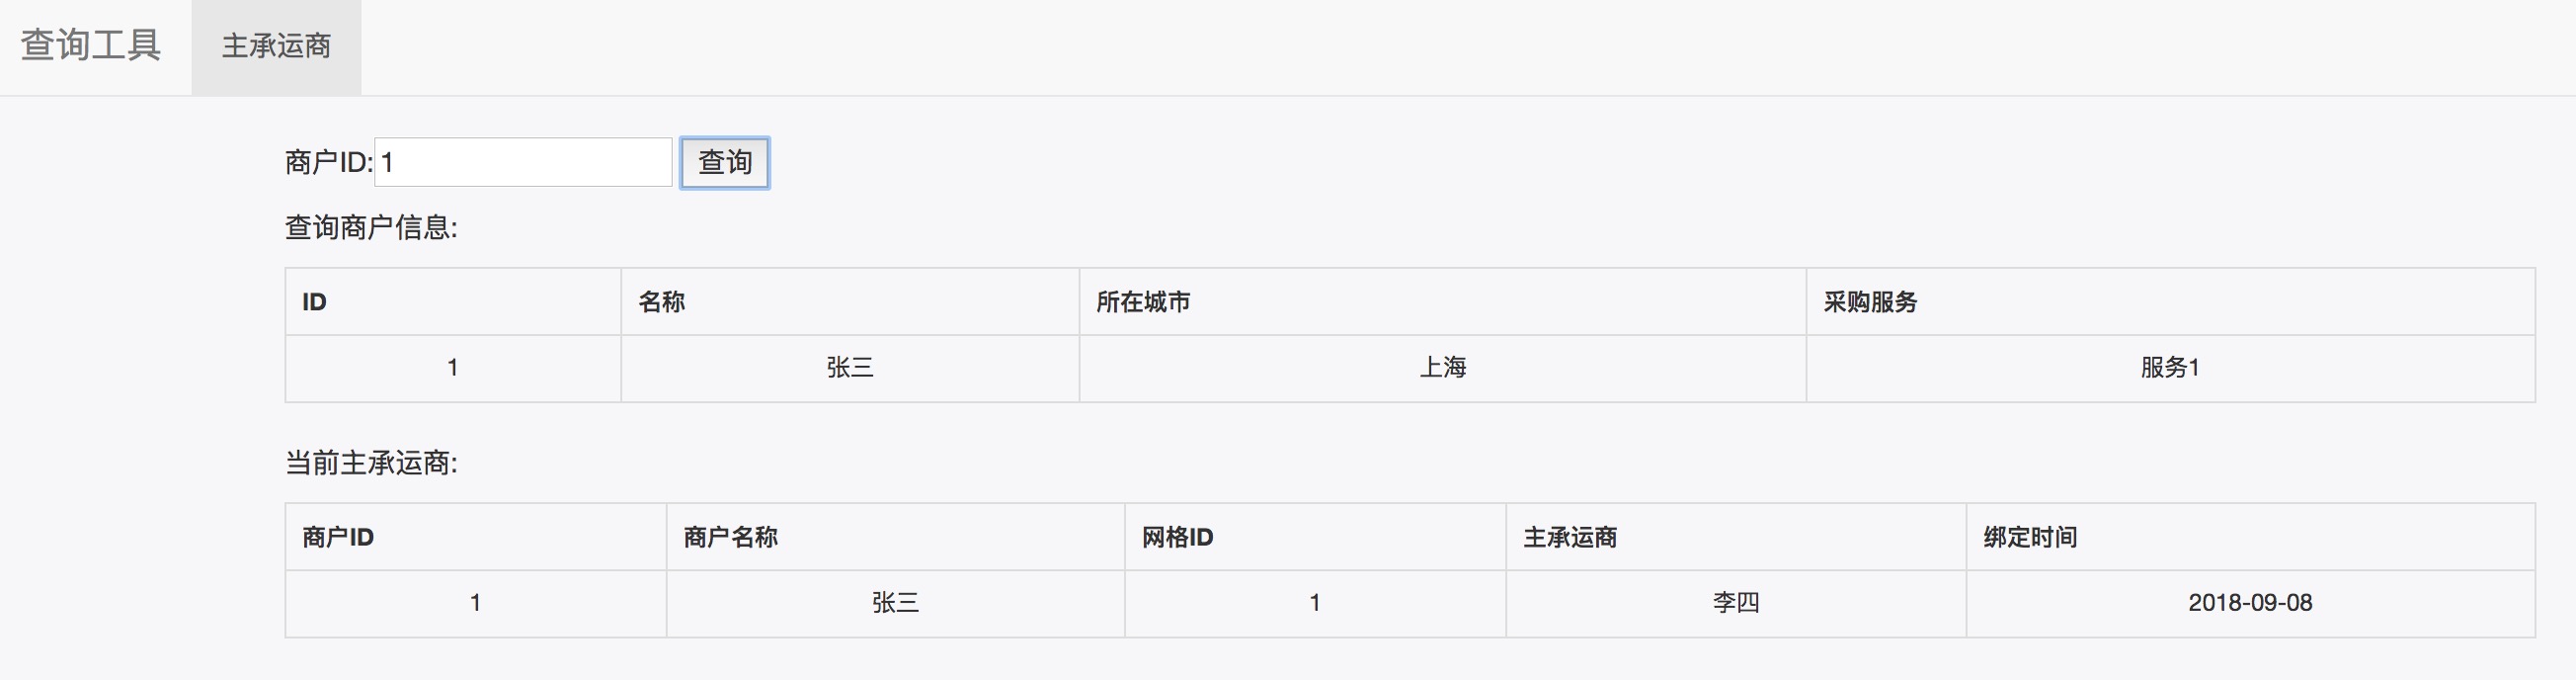 查询工具 主承运商
商户ID: 1 查询
查询商户信息:
ID 名称 所在城市 采购服务
1 张三 上海 服务1
当前主承运商:
商户ID 商户名称 网格ID 主承运商 绑定时间
1 张三 1 李四 2018-09-08